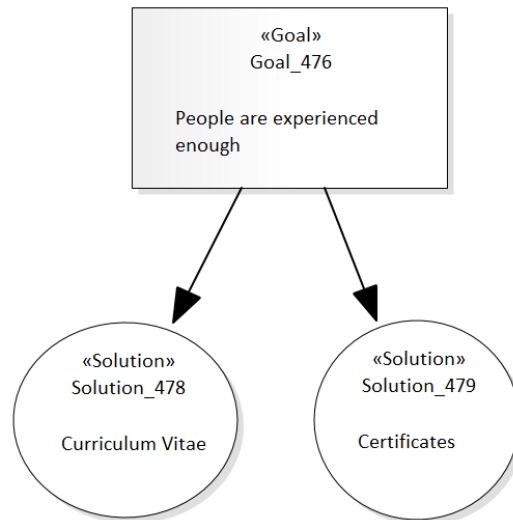 «Goal»
Goal_476
People are experienced
enough
«Solution»
Solution_478
Curriculum Vitae
«Solution»
Solution_479
Certificates